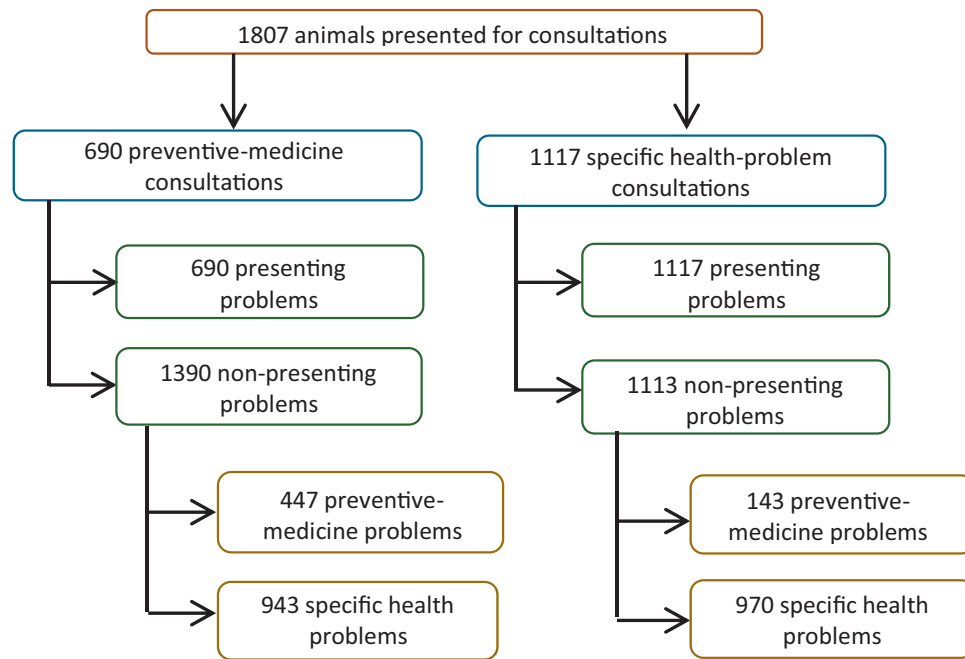 1807 animals presented for consultations
690 preventive-medicine
consultations
690 presenting
problems
1390 non-presenting
problems
447 preventive-
medicine problems
943 specific health
problems
1117 specific health-problem
consultations
1117 presenting
problems
1113 non-presenting
problems
143 preventive-
medicine problems
970 specific health
problems